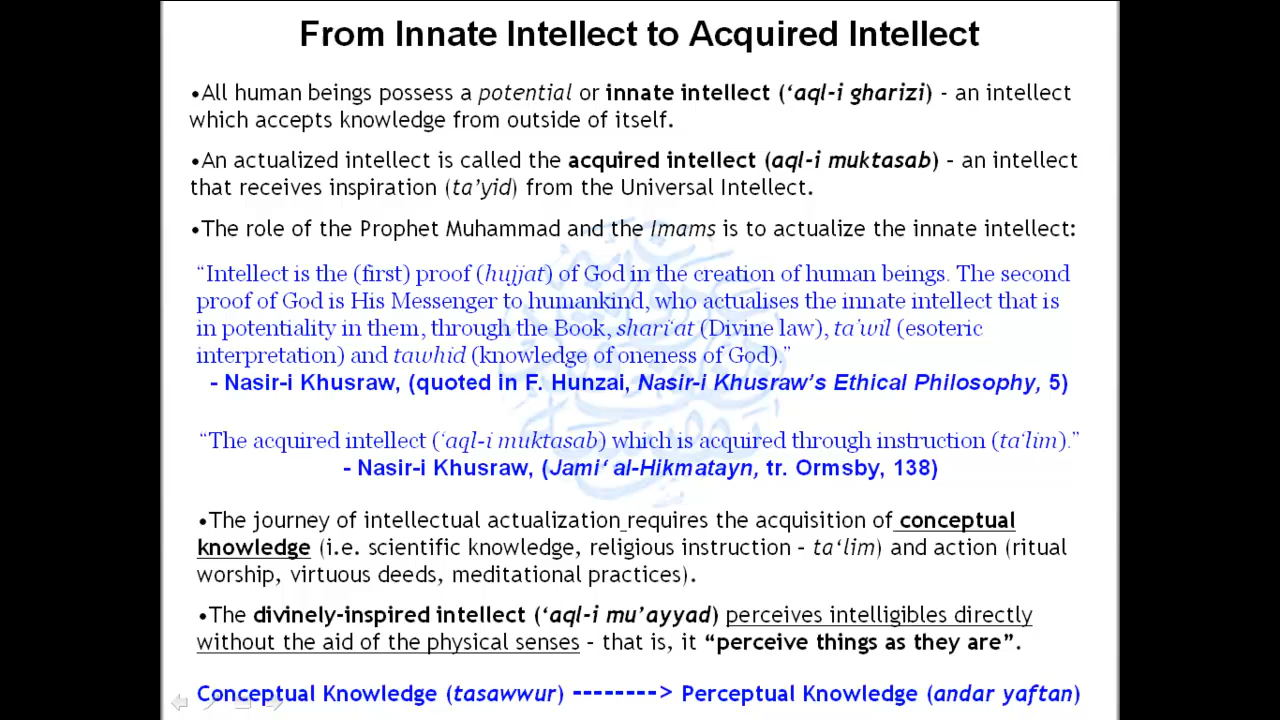 From Innate Intellect to Acquired Intellect
•All human beings possess a potential or innate intellect (‘aql-i gharizi) - an intellect
which accepts knowledge from outside of itself.
•An actualized intellect is called the acquired intellect (aql-i muktasab) – an intellect
that receives inspiration (ta’yid) from the Universal Intellect.
•The role of the Prophet Muhammad and the Imams is to actualize the innate intellect:
“Intellect is the (first) proof (hujjat) of God in the creation of human beings. The second
proof of God is His Messenger to humankind, who actualises the innate intellect that is
in potentiality in them, through the Book, shari‘at (Divine law), ta’wil (esoteric
interpretation) and tawhid (knowledge of oneness of God).”
- Nasir-i Khusraw, (quoted in F. Hunzai, Nasir-i Khusraw’s Ethical Philosophy, 5)
“The acquired intellect (‘aql-i muktasab) which is acquired through instruction (ta‘lim).”
- Nasir-i Khusraw, (Jami‘ al-Hikmatayn, tr. Ormsby, 138)
•The journey of intellectual actualization requires the acquisition of conceptual
knowledge (i.e. scientific knowledge, religious instruction – ta‘lim) and action (ritual
worship, virtuous deeds, meditational practices).
•The divinely-inspired intellect (‘aql-i mu’ayyad) perceives intelligibles directly
without the aid of the physical senses – that is, it “perceive things as they are”.
Conceptual Knowledge (tasawwur) --------> Perceptual Knowledge (andar yaftan)